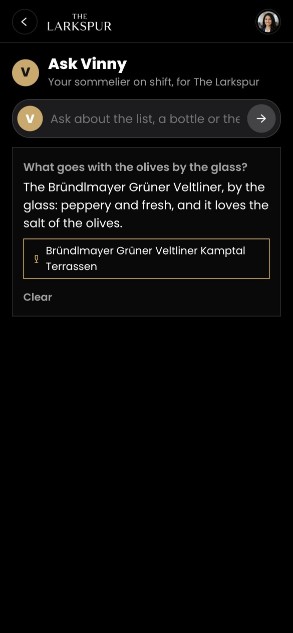 THE
LARKSPUR
V
Ask Vinny
Your sommelier on shift, for The Larkspur
V
Ask about the list, a bottle or the
What goes with the olives by the glass?
The Bründlmayer Grüner Veltliner, by the
glass: peppery and fresh, and it loves the
salt of the olives.
Bründlmayer Grüner Veltliner Kamptal
Terrassen
Clear